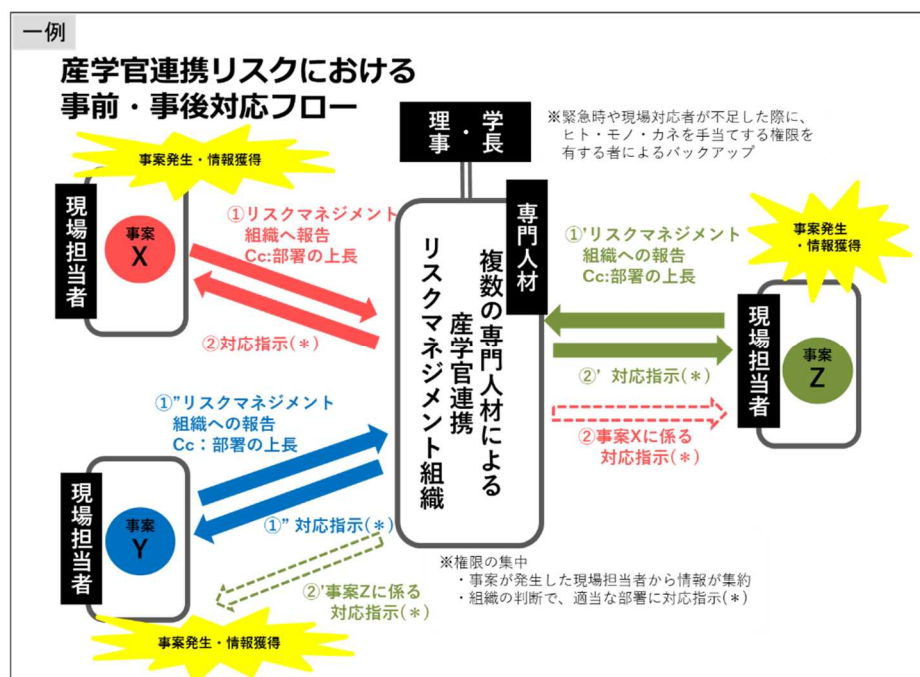 一例
産学官連携リスクにおける
事前・事後対応フロー
理事・学長
※緊急時や現場対応者が不足した際に、
ヒト・モノ・カネを手当てする権限を
有する者によるバックアップ
事案発生・情報獲得
現場担当者
事案
X
①リスクマネジメント
組織へ報告
Cc:部署の上長
②対応指示(*)
専門人材
複数の専門人材による
産学官連携
リスクマネジメント組織
事案発生
・情報獲得
①'リスクマネジメント
組織への報告
Cc:部署の上長
現場担当者
事案
Z
②' 対応指示(*)
②事案Xに係る
対応指示(*)
①”リスクマネジメント
組織への報告
Cc：部署の上長
現場担当者
事案
Y
①” 対応指示(*)
②'事案Zに係る
対応指示(*)
事案発生・情報獲得
※権限の集中
・事案が発生した現場担当者から情報が集約
・組織の判断で、適当な部署に対応指示(*)